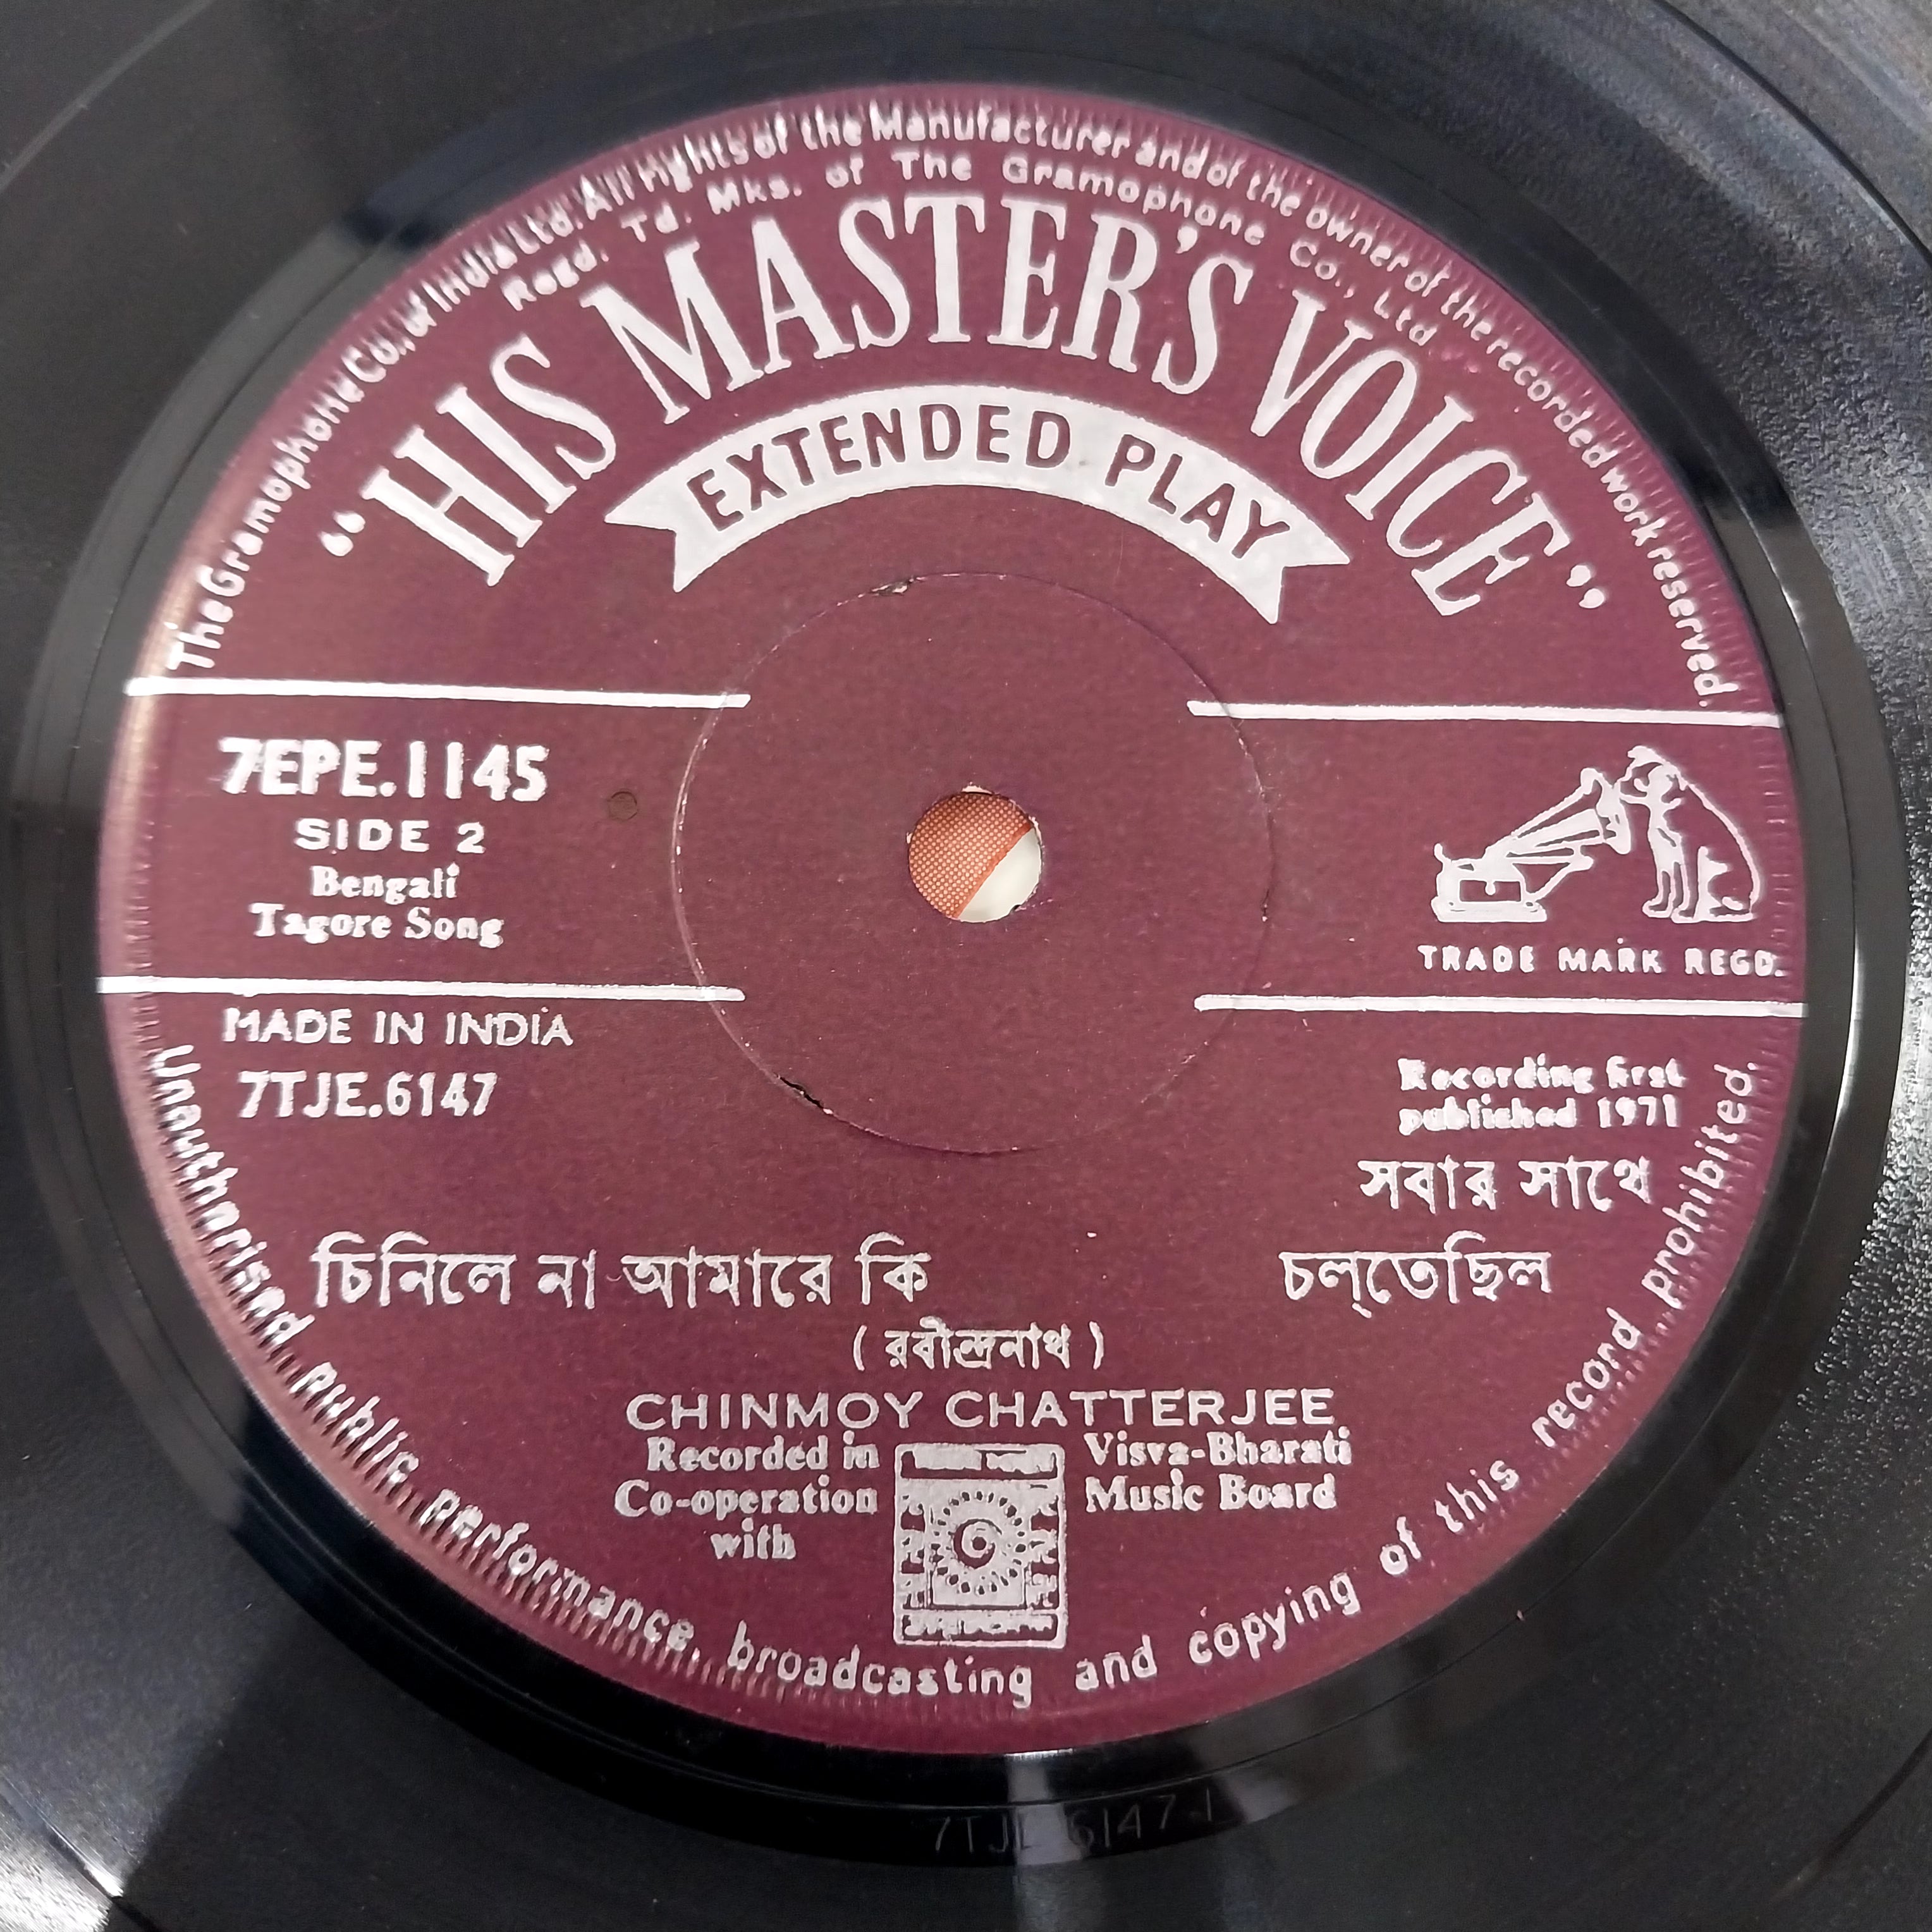 The Gramophone Co., of India Ltd. All rights of the Manufacturer and of the owner of the recorded work reserved.
Regd. Td. Mks. of The Gramophone Co., Ltd
“HIS MASTER'S VOICE”
EXTENDED PLAY
7EPE.1145
SIDE 2
Bengali
Tagore Song
TRADE MARK REGD.
MADE IN INDIA
7TJE.6147
Recording first
published 1971
সবার সাথে
চিনিলে না আমারে কি
চল্‌তেছিল
( রবীন্দ্রনাথ )
CHINMOY CHATTERJEE
Recorded in
Co-operation
with
Visva-Bharati
Music Board
Unauthorised public performance, broadcasting and copying of this record prohibited.
7TJE 6147-1